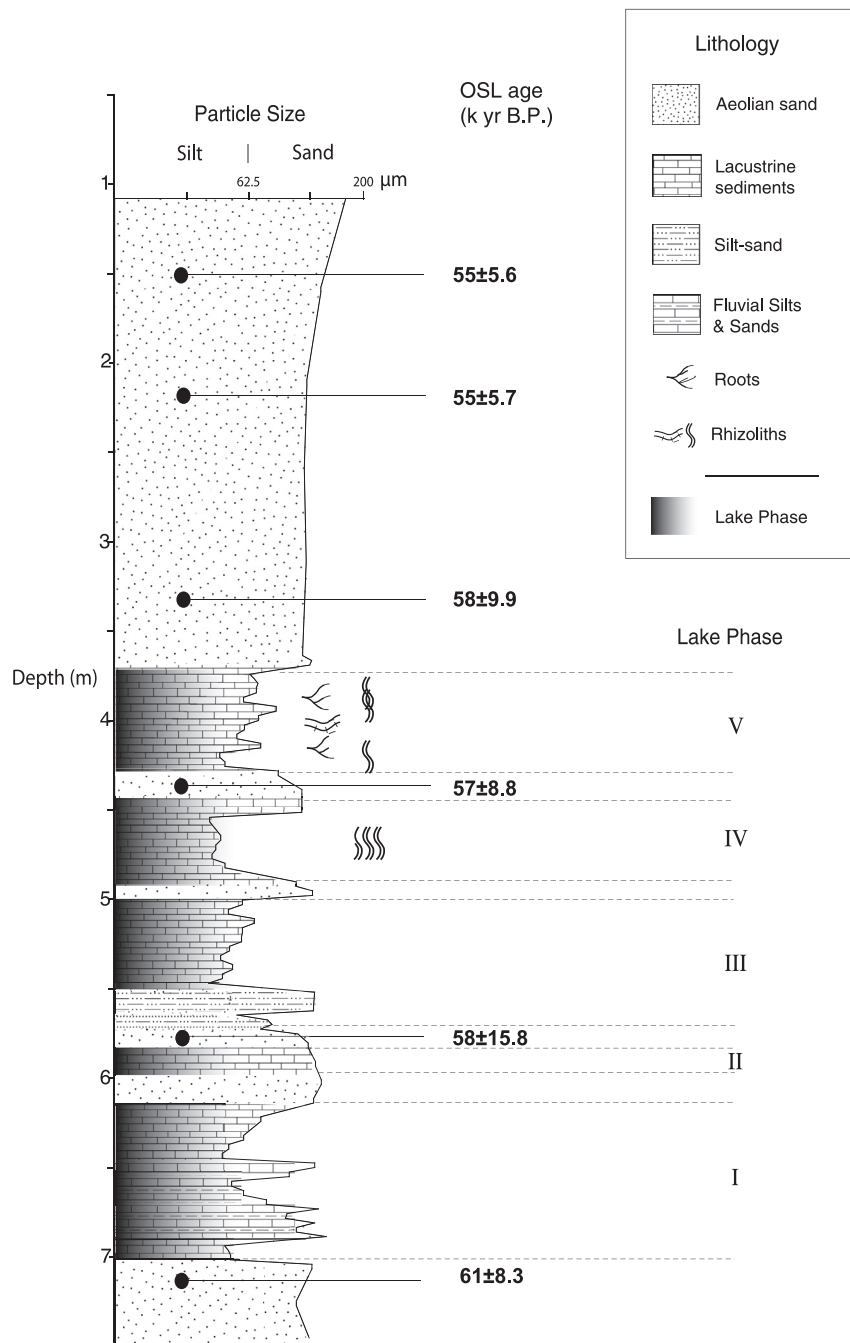 OSL age
(k yr B.P.)
Particle Size
Silt | Sand
62.5 200 μm
1
55±5.6
2
55±5.7
3
58±9.9
Depth (m)
Lake Phase
4
V
57±8.8
IV
5
III
58±15.8
II
6
I
7
61±8.3
Lithology
Aeolian sand
Lacustrine
sediments
Silt-sand
Fluvial Silts
& Sands
Roots
Rhizoliths
Lake Phase